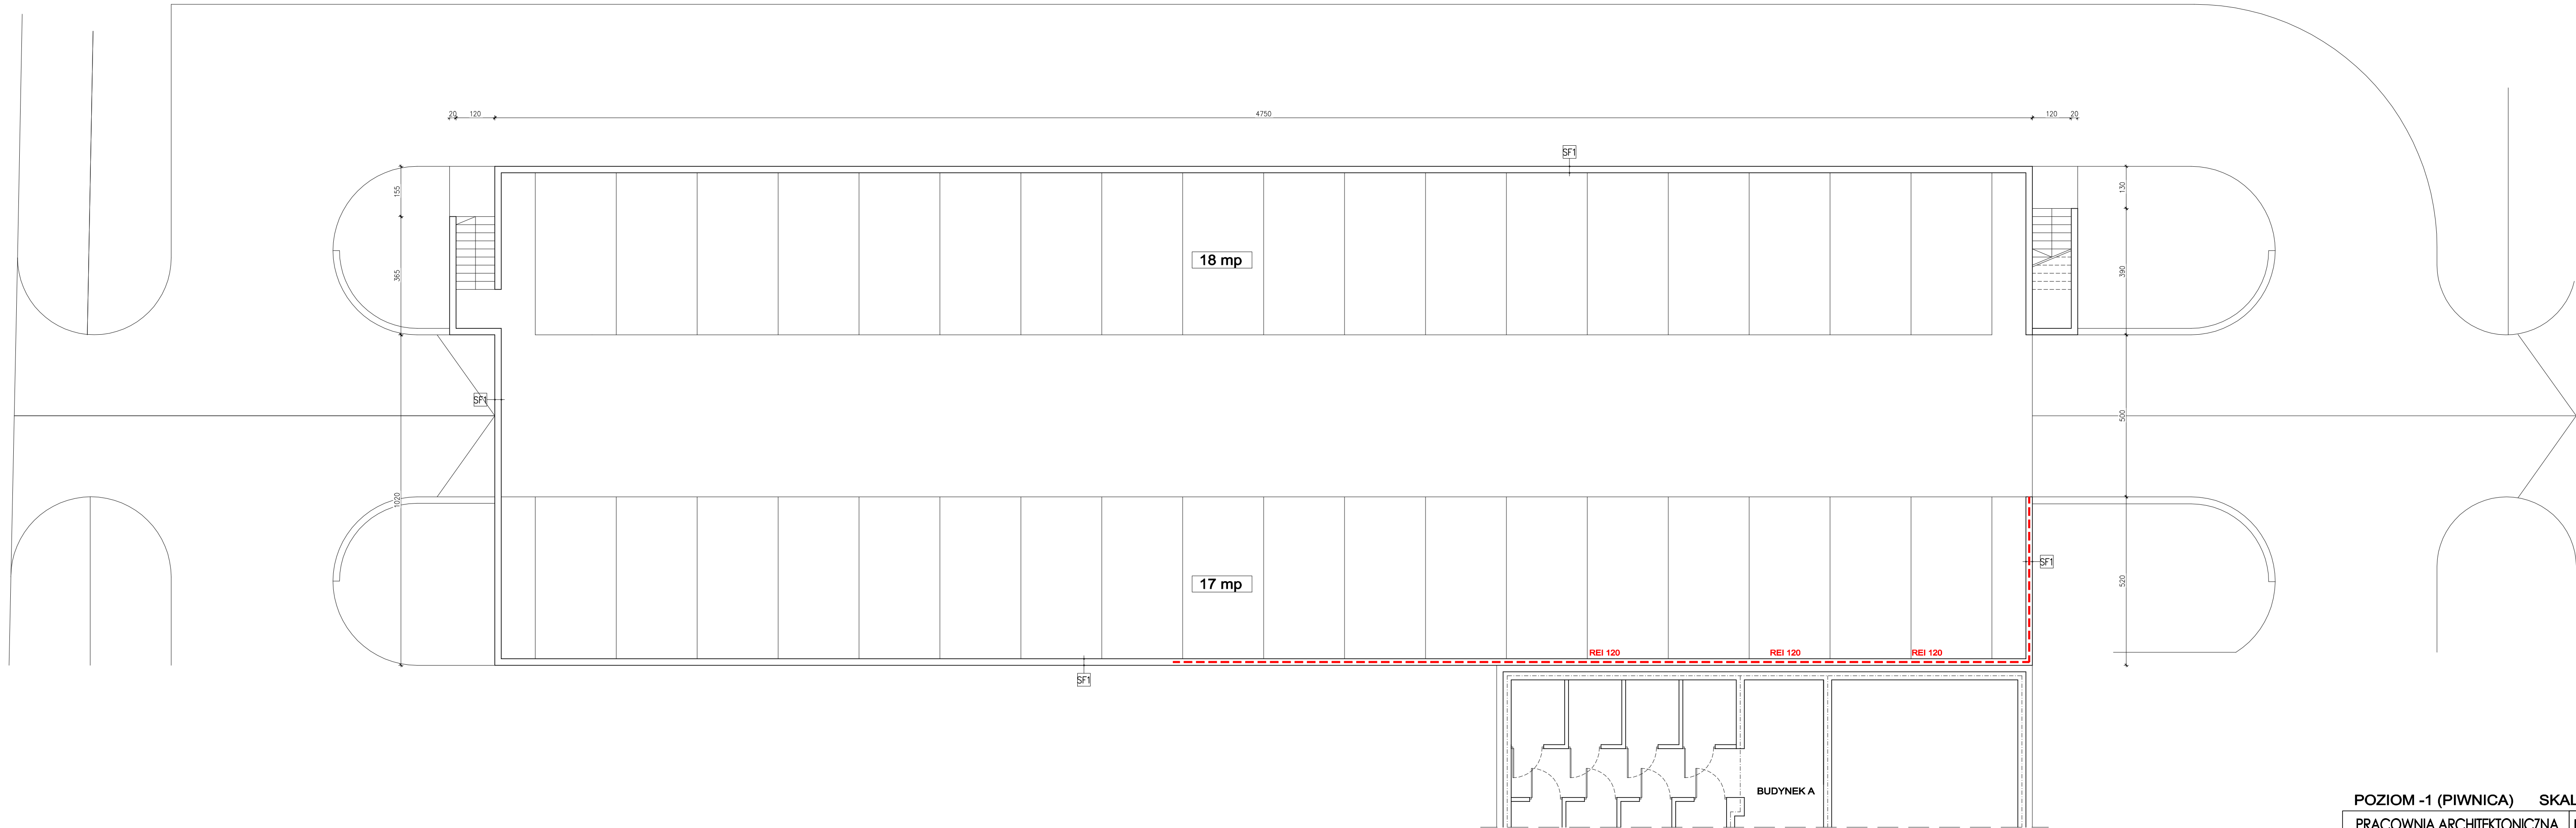 20 120 4750 120 20
SF1
155
130
365
18 mp
390
SF1
500
1020
SF1
520
17 mp
REI 120 REI 120 REI 120
SF1
BUDYNEK A
POZIOM -1 (PIWNICA)
PRACOWNIA ARCHITEKTONICZNA